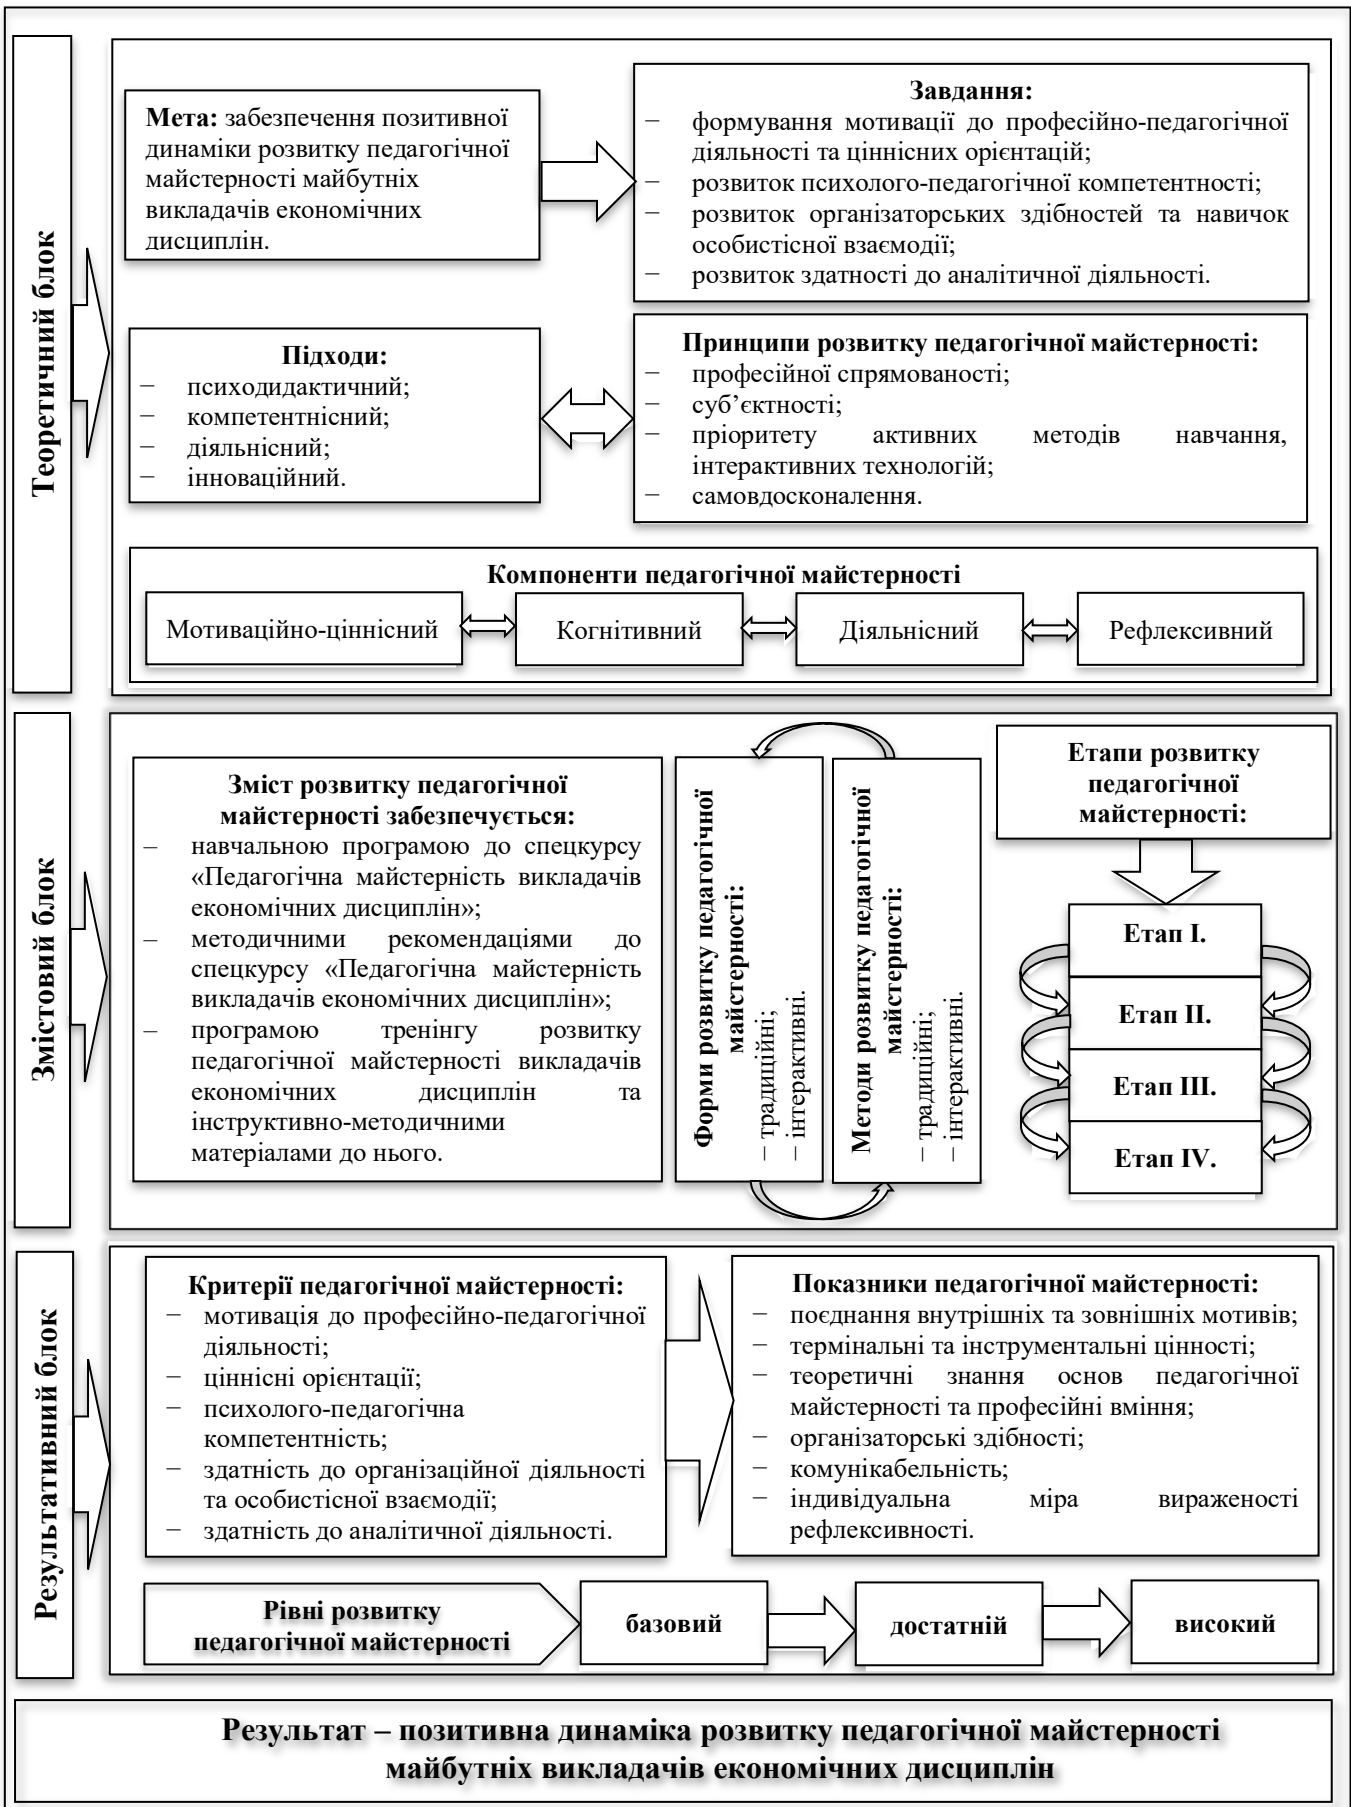 Теоретичний блок
Мета: забезпечення позитивної
динаміки розвитку педагогічної
майстерності майбутніх
викладачів економічних
дисциплін.
Завдання:
– формування мотивації до професійно-педагогічної
діяльності та ціннісних орієнтацій;
– розвиток психолого-педагогічної компетентності;
– розвиток організаторських здібностей та навичок
особистісної взаємодії;
– розвиток здатності до аналітичної діяльності.
Підходи:
– психодидактичний;
– компетентнісний;
– діяльнісний;
– інноваційний.
Принципи розвитку педагогічної майстерності:
– професійної спрямованості;
– суб’єктності;
– пріоритету активних методів навчання,
інтерактивних технологій;
– самовдосконалення.
Компоненти педагогічної майстерності
Мотиваційно-ціннісний
Когнітивний
Діяльнісний
Рефлексивний
Змістовий блок
Зміст розвитку педагогічної
майстерності забезпечується:
– навчальною програмою до спецкурсу
«Педагогічна майстерність викладачів
економічних дисциплін»;
– методичними рекомендаціями до
спецкурсу «Педагогічна майстерність
викладачів економічних дисциплін»;
– програмою тренінгу розвитку
педагогічної майстерності викладачів
економічних дисциплін та
інструктивно-методичними
матеріалами до нього.
Форми розвитку педагогічної
майстерності:
– традиційні;
– інтерактивні.
Методи розвитку педагогічної
майстерності:
– традиційні;
– інтерактивні.
Етапи розвитку
педагогічної
майстерності:
Етап І.
Етап ІІ.
Етап ІІІ.
Етап IV.
Результативний блок
Критерії педагогічної майстерності:
– мотивація до професійно-педагогічної
діяльності;
– ціннісні орієнтації;
– психолого-педагогічна
компетентність;
– здатність до організаційної діяльності
та особистісної взаємодії;
– здатність до аналітичної діяльності.
Показники педагогічної майстерності:
– поєднання внутрішніх та зовнішніх мотивів;
– термінальні та інструментальні цінності;
– теоретичні знання основ педагогічної
майстерності та професійні вміння;
– організаторські здібності;
– комунікабельність;
– індивідуальна міра вираженості
рефлексивності.
Рівні розвитку
педагогічної майстерності
базовий
достатній
високий
Результат – позитивна динаміка розвитку педагогічної майстерності
майбутніх викладачів економічних дисциплін